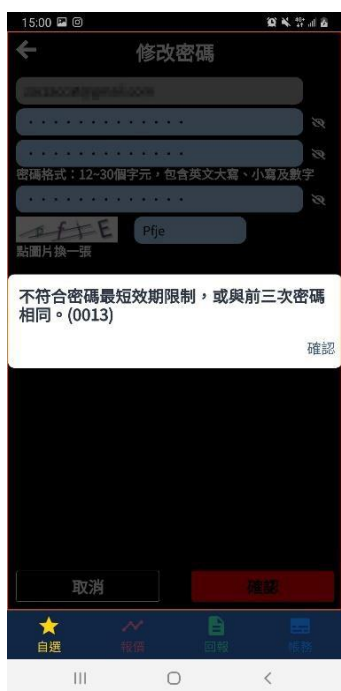 15:00
修改密碼
密碼格式：12~30個字元，包含英文大寫、小寫及數字
PfjE
Pfje
點圖片換一張
不符合密碼最短效期限制，或與前三次密碼
相同。(0013)
確認
取消
確認
自選
報價
回報
帳務